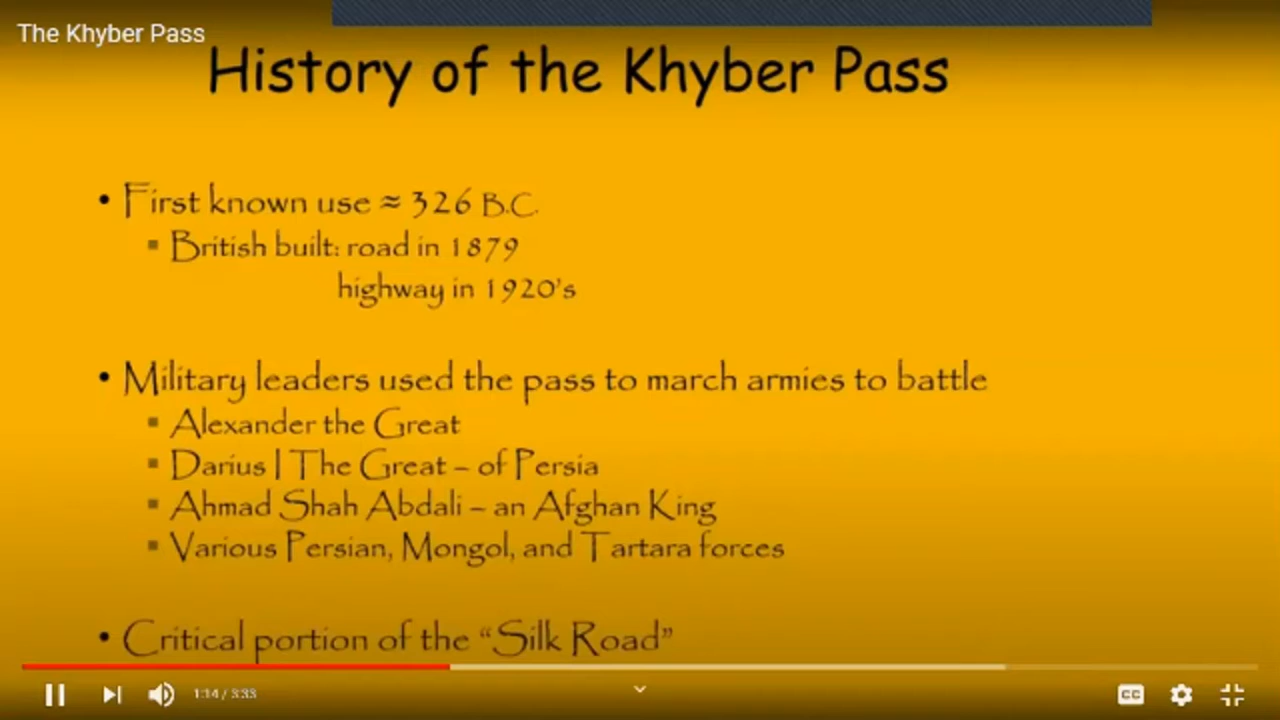 The Khyber Pass
History of the Khyber Pass
• First known use ≈ 326 B.C.
▪ British built: road in 1879
highway in 1920's
• Military leaders used the pass to march armies to battle
▪ Alexander the Great
▪ Darius I The Great – of Persia
▪ Ahmad Shah Abdali – an Afghan King
▪ Various Persian, Mongol, and Tartara forces
• Critical portion of the “Silk Road”
1:14 / 3:33
CC